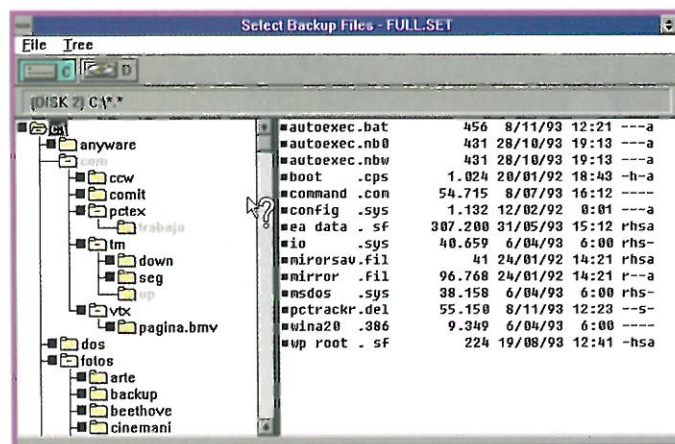 Select Backup Files - FULL.SET
File Tree
C D
(DISK 2) C:\*.*
C:\
anyware
com
ccw
comit
pctex
trabajo
tm
down
seg
up
vtx
pagina.bmv
dos
fotos
arte
backup
beethove
cinemani
autoexec.bat 456 8/11/93 12:21 ---a
autoexec.nb0 431 28/10/93 19:13 ---a
autoexec.nbw 431 28/10/93 19:13 ---a
boot .cps 1.024 20/01/92 18:43 -h-a
command .com 54.715 8/07/93 16:12 ----
config .sys 1.132 12/02/92 0:01 ---a
ea data . sf 307.200 31/05/93 15:12 rhsa
io .sys 40.659 6/04/93 6:00 rhs-
mirorsav.fil 41 24/01/92 14:21 rhsa
mirror .fil 96.768 24/01/92 14:21 r--a
msdos .sys 38.158 6/04/93 6:00 rhs-
pctrackr.del 55.150 8/11/93 12:23 --s-
wina20 .386 9.349 6/04/93 6:00 ----
wp root . sf 224 19/08/93 12:41 -hsa